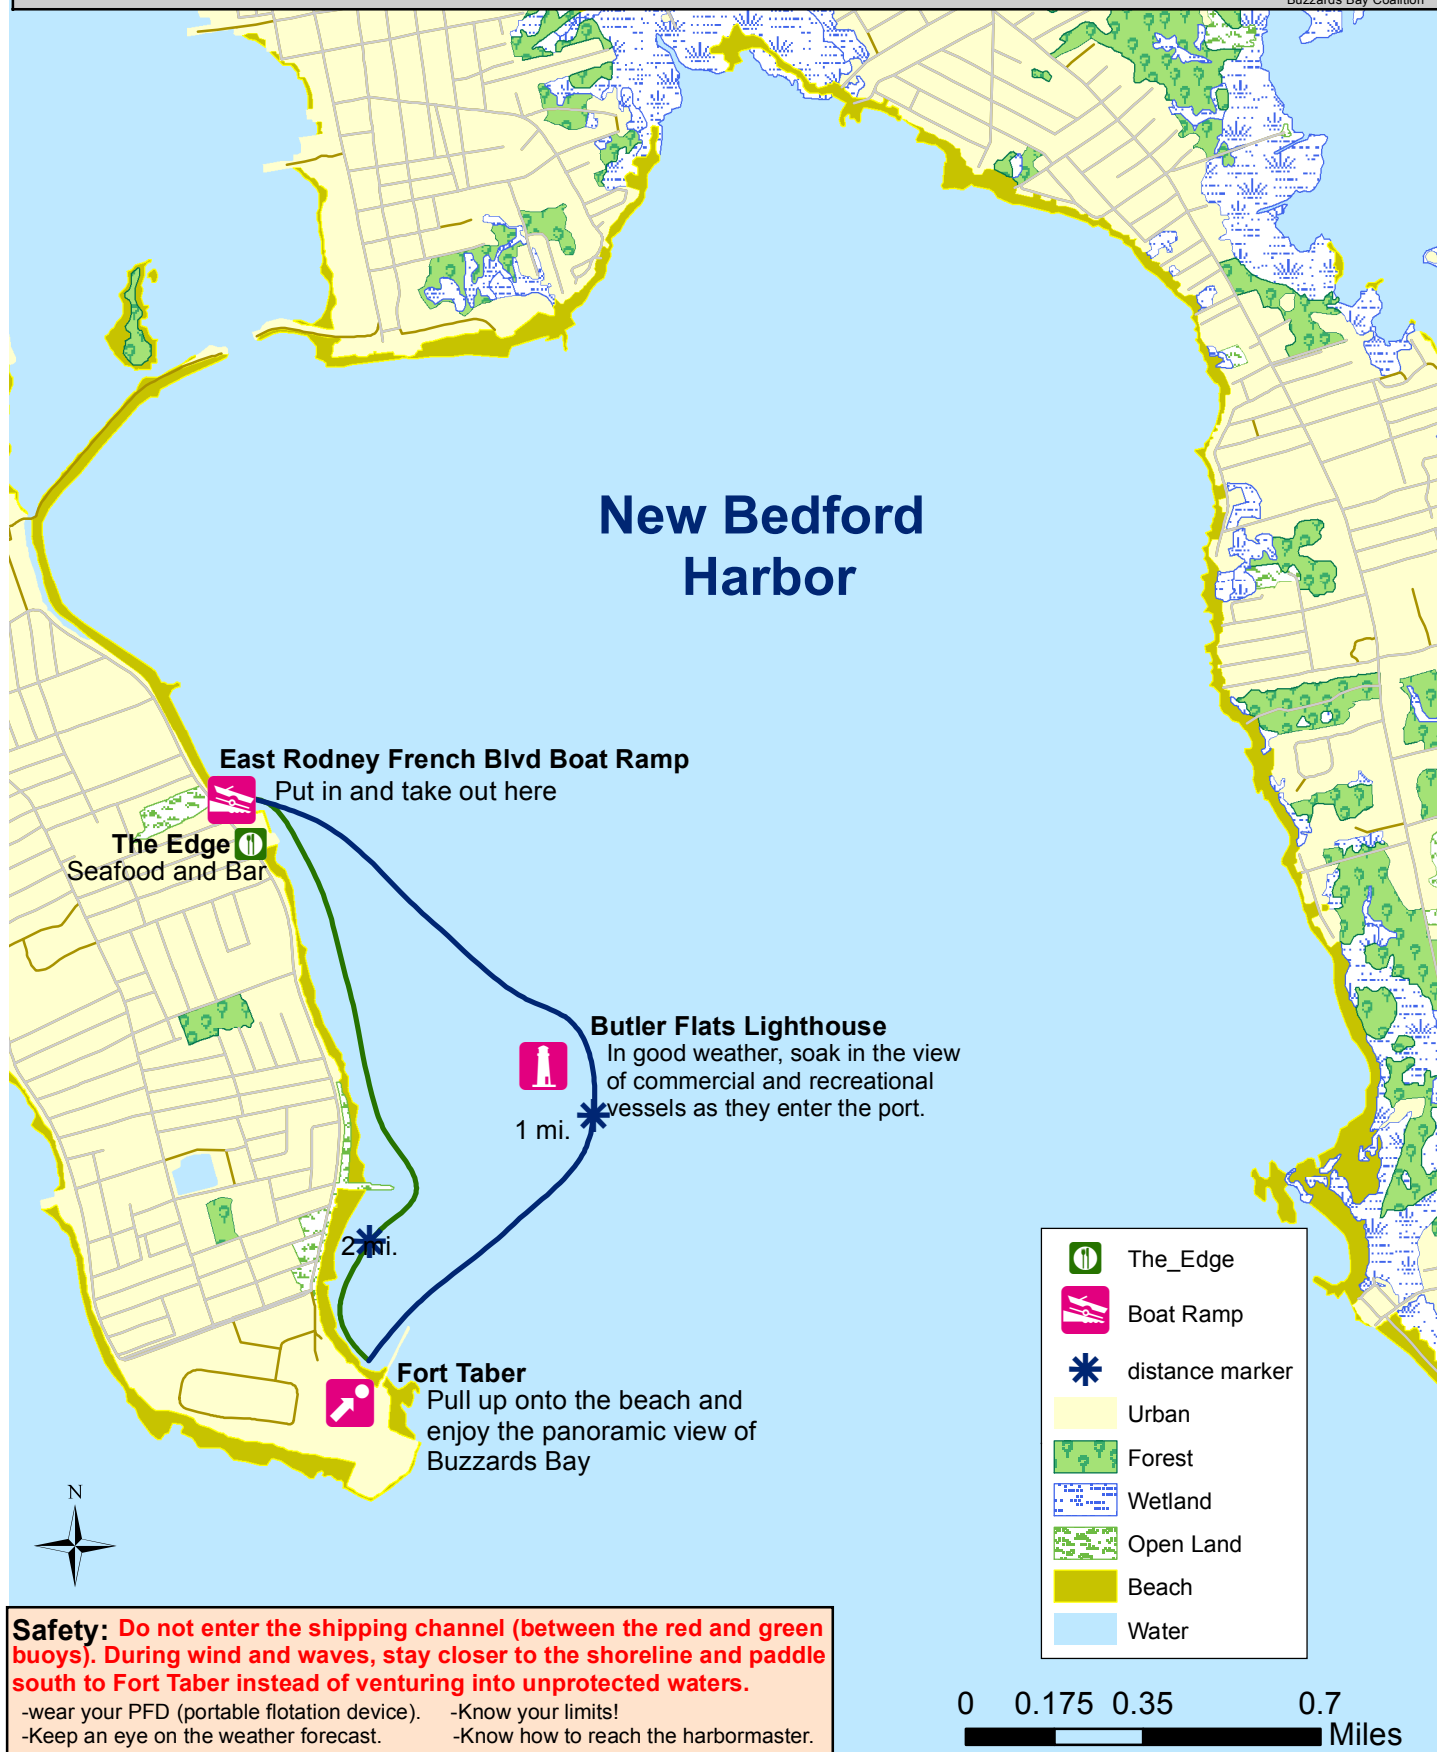 Buzzards Bay Coalition
New Bedford
Harbor
East Rodney French Blvd Boat Ramp
Put in and take out here
The Edge
Seafood and Bar
Butler Flats Lighthouse
In good weather, soak in the view
of commercial and recreational
vessels as they enter the port.
1 mi.
2 mi.
Fort Taber
Pull up onto the beach and
enjoy the panoramic view of
Buzzards Bay
N
The_Edge
Boat Ramp
distance marker
Urban
Forest
Wetland
Open Land
Beach
Water
Safety: Do not enter the shipping channel (between the red and green
buoys). During wind and waves, stay closer to the shoreline and paddle
south to Fort Taber instead of venturing into unprotected waters.
-wear your PFD (portable flotation device). -Know your limits!
-Keep an eye on the weather forecast. -Know how to reach the harbormaster.
0 0.175 0.35 0.7
Miles